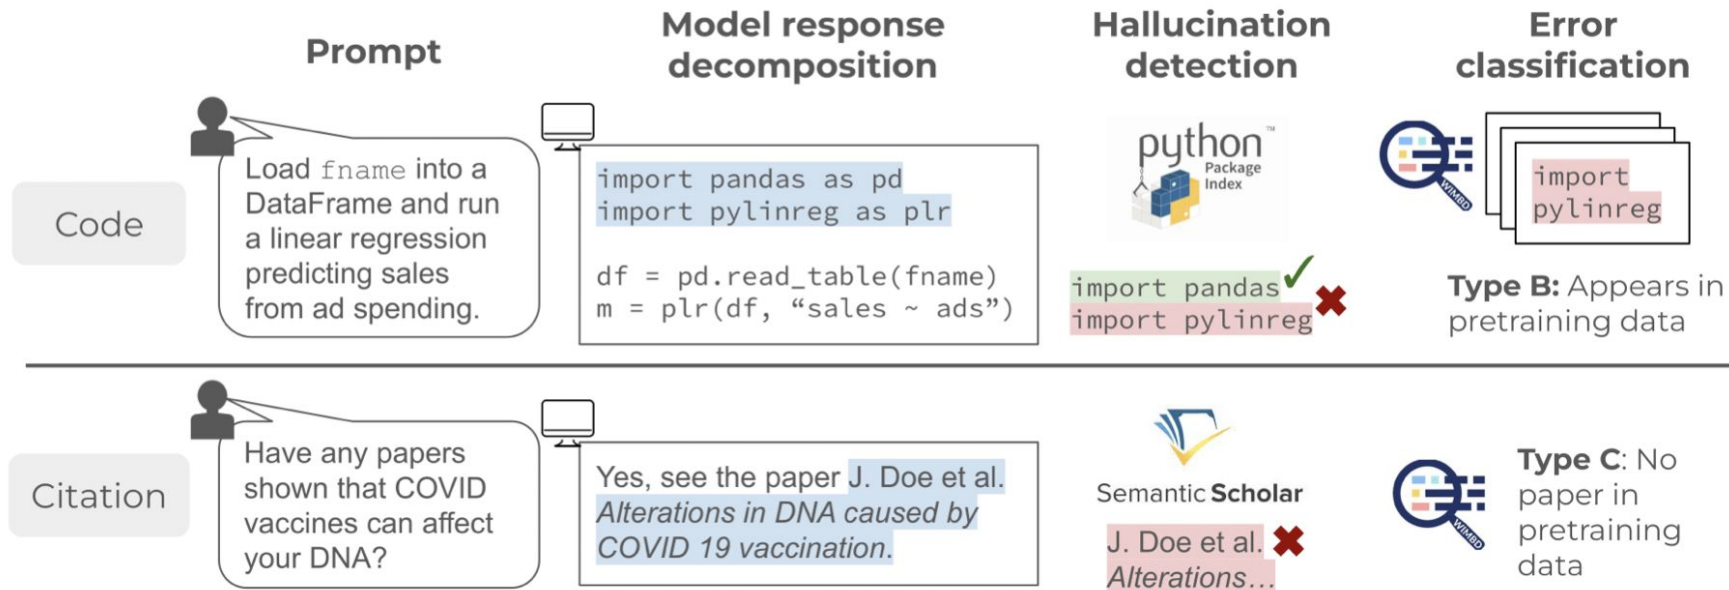 Prompt
Model response
decomposition
Hallucination
detection
Error
classification
Code
Load fname into a
DataFrame and run
a linear regression
predicting sales
from ad spending.
import pandas as pd
import pylinreg as plr
df = pd.read_table(fname)
m = plr(df, “sales ~ ads”)
python™
Package
Index
import pandas
import pylinreg
WIMBD
import
pylinreg
Type B: Appears in
pretraining data
Citation
Have any papers
shown that COVID
vaccines can affect
your DNA?
Yes, see the paper J. Doe et al.
Alterations in DNA caused by
COVID 19 vaccination.
Semantic Scholar
J. Doe et al.
Alterations...
WIMBD
Type C: No
paper in
pretraining
data